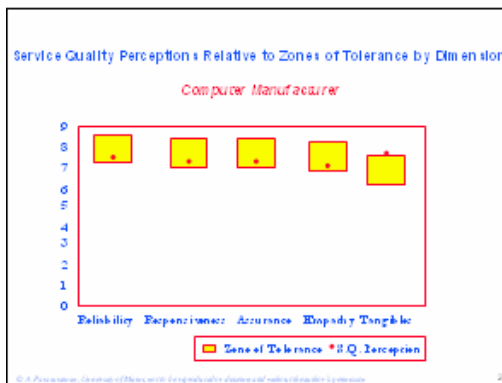 Service Quality Perceptions Relative to Zones of Tolerance by Dimension
Computer Manufacturer
9
8
7
6
5
4
3
2
1
0
Reliability Responsiveness Assurance Empathy Tangibles
Zone of Tolerance S.Q. Perception